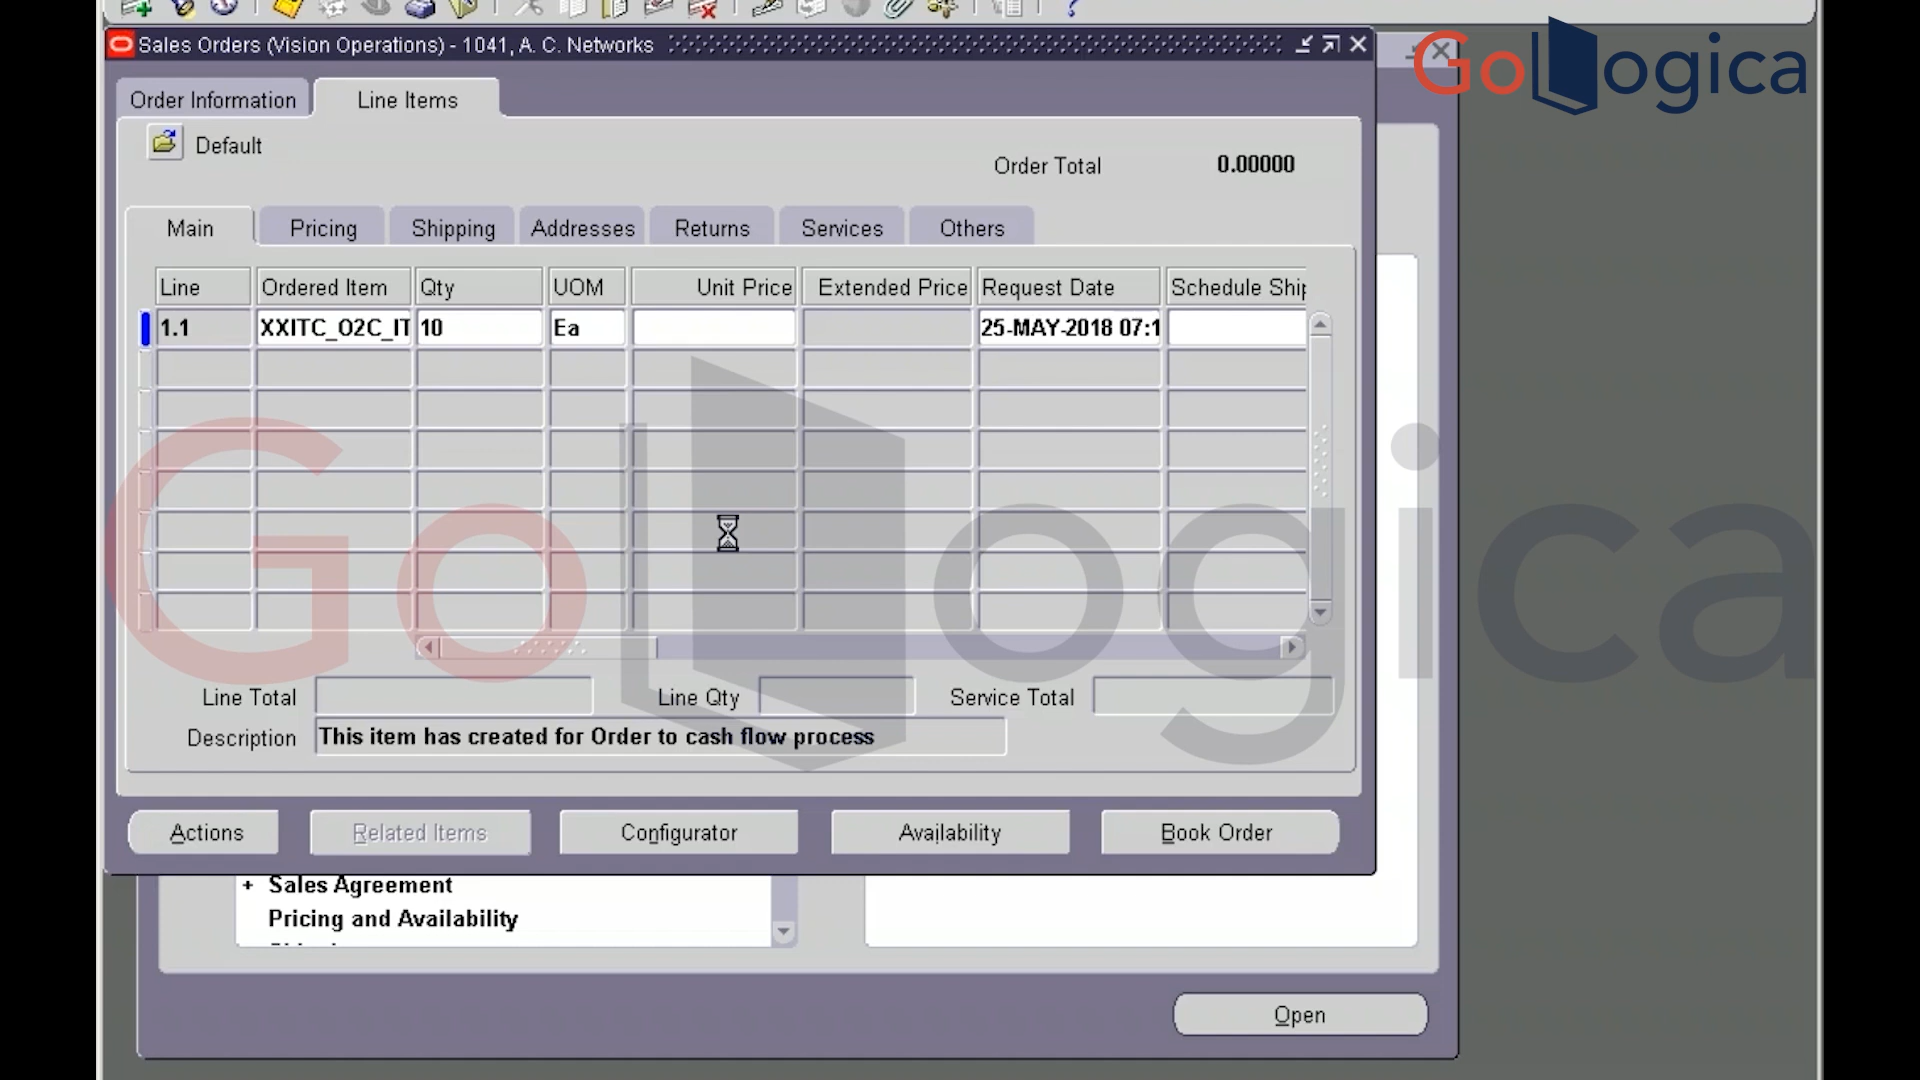 Sales Orders (Vision Operations) - 1041, A. C. Networks
GoLogica
Order Information
Line Items
Default
Order Total 0.00000
Main Pricing Shipping Addresses Returns Services Others
Line Ordered Item Qty UOM Unit Price Extended Price Request Date Schedule Ship
1.1 XXITC_O2C_IT 10 Ea 25-MAY-2018 07:1
GoLogica
Line Total Line Qty Service Total
Description This item has created for Order to cash flow process
Actions Related Items Configurator Availability Book Order
+ Sales Agreement
Pricing and Availability
Open